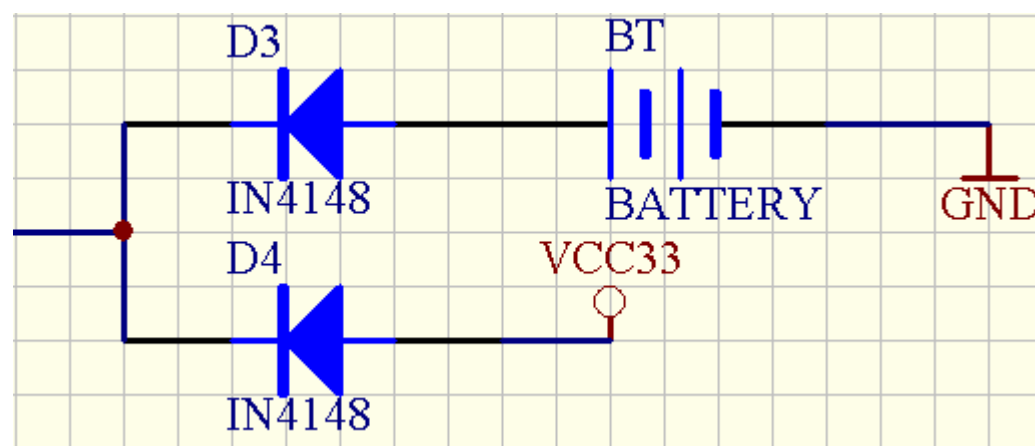 D3
BT
IN4148
BATTERY
GND
D4
VCC33
IN4148